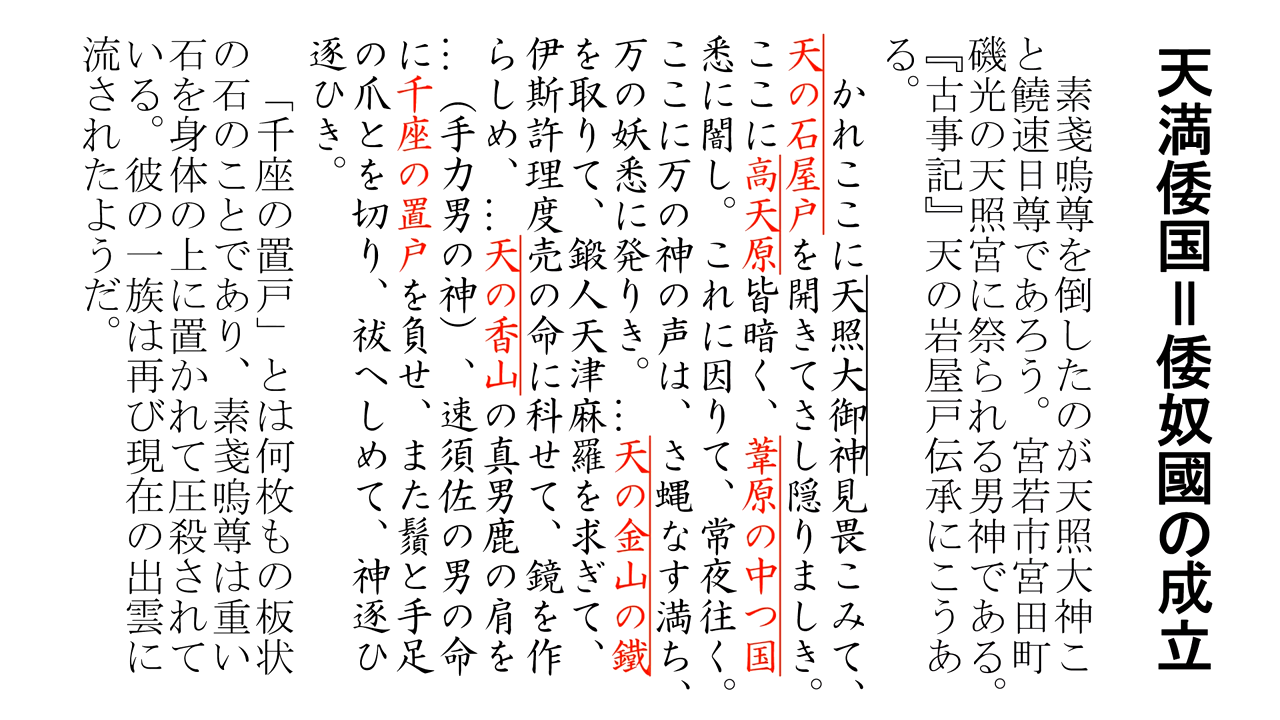 天満倭国＝倭奴國の成立
　素戔嗚尊を倒したのが天照大神こ
と饒速日尊であろう。宮若市宮田町
磯光の天照宮に祭られる男神である。
『古事記』天の岩屋戸伝承にこうあ
る。
　かれここに天照大御神見畏こみて、
天の石屋戸を開きてさし隠りましき。
ここに高天原皆暗く、葦原の中つ国
悉に闇し。これに因りて、常夜往く。
ここに万の神の声は、さ蝿なす満ち、
万の妖悉に発りき。…天の金山の鐵
を取りて、鍛人天津麻羅を求ぎて、
伊斯許理度売の命に科せて、鏡を作
らしめ、…天の香山の真男鹿の肩を
…（手力男の神）、速須佐の男の命
に千座の置戸を負せ、また鬚と手足
の爪とを切り、祓へしめて、神逐ひ
逐ひき。
　「千座の置戸」とは何枚もの板状
の石のことであり、素戔嗚尊は重い
石を身体の上に置かれて圧殺されて
いる。彼の一族は再び現在の出雲に
流されたようだ。